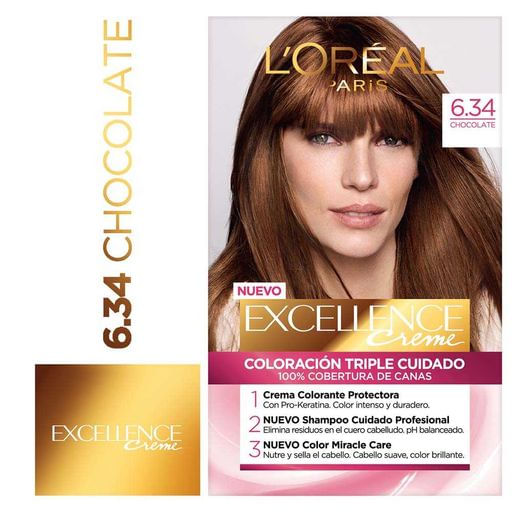 6.34 CHOCOLATE
EXCELLENCE
Creme
L'ORÉAL
PARIS
6.34
CHOCOLATE
NUEVO
EXCELLENCE
Creme
COLORACIÓN TRIPLE CUIDADO
100% COBERTURA DE CANAS
1 Crema Colorante Protectora
Con Pro-Keratina. Color intenso y duradero.
2 NUEVO Shampoo Cuidado Profesional
Elimina residuos en el cuero cabelludo. pH balanceado.
3 NUEVO Color Miracle Care
Nutre y sella el cabello. Cabello suave, color brillante.